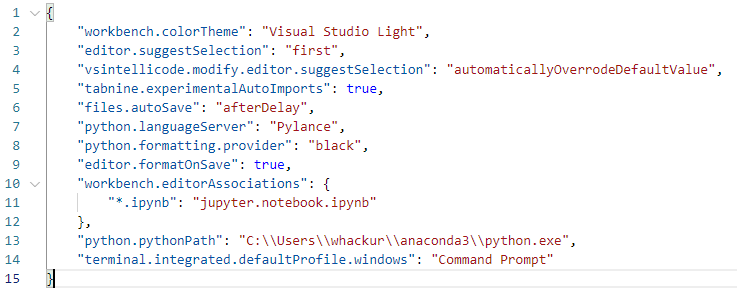 1 {
2 "workbench.colorTheme": "Visual Studio Light",
3 "editor.suggestSelection": "first",
4 "vsintellicode.modify.editor.suggestSelection": "automaticallyOverrodeDefaultValue",
5 "tabnine.experimentalAutoImports": true,
6 "files.autoSave": "afterDelay",
7 "python.languageServer": "Pylance",
8 "python.formatting.provider": "black",
9 "editor.formatOnSave": true,
10 "workbench.editorAssociations": {
11 "*.ipynb": "jupyter.notebook.ipynb"
12 },
13 "python.pythonPath": "C:\\Users\\whackur\\anaconda3\\python.exe",
14 "terminal.integrated.defaultProfile.windows": "Command Prompt"
15 }